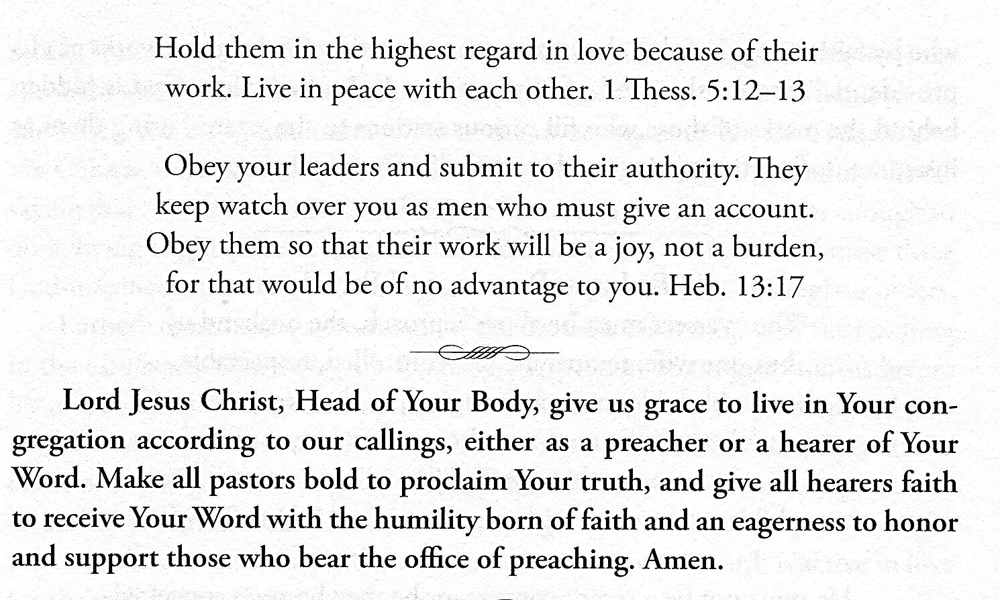 Hold them in the highest regard in love because of their
work. Live in peace with each other. 1 Thess. 5:12–13
Obey your leaders and submit to their authority. They
keep watch over you as men who must give an account.
Obey them so that their work will be a joy, not a burden,
for that would be of no advantage to you. Heb. 13:17
Lord Jesus Christ, Head of Your Body, give us grace to live in Your con-
gregation according to our callings, either as a preacher or a hearer of Your
Word. Make all pastors bold to proclaim Your truth, and give all hearers faith
to receive Your Word with the humility born of faith and an eagerness to honor
and support those who bear the office of preaching. Amen.